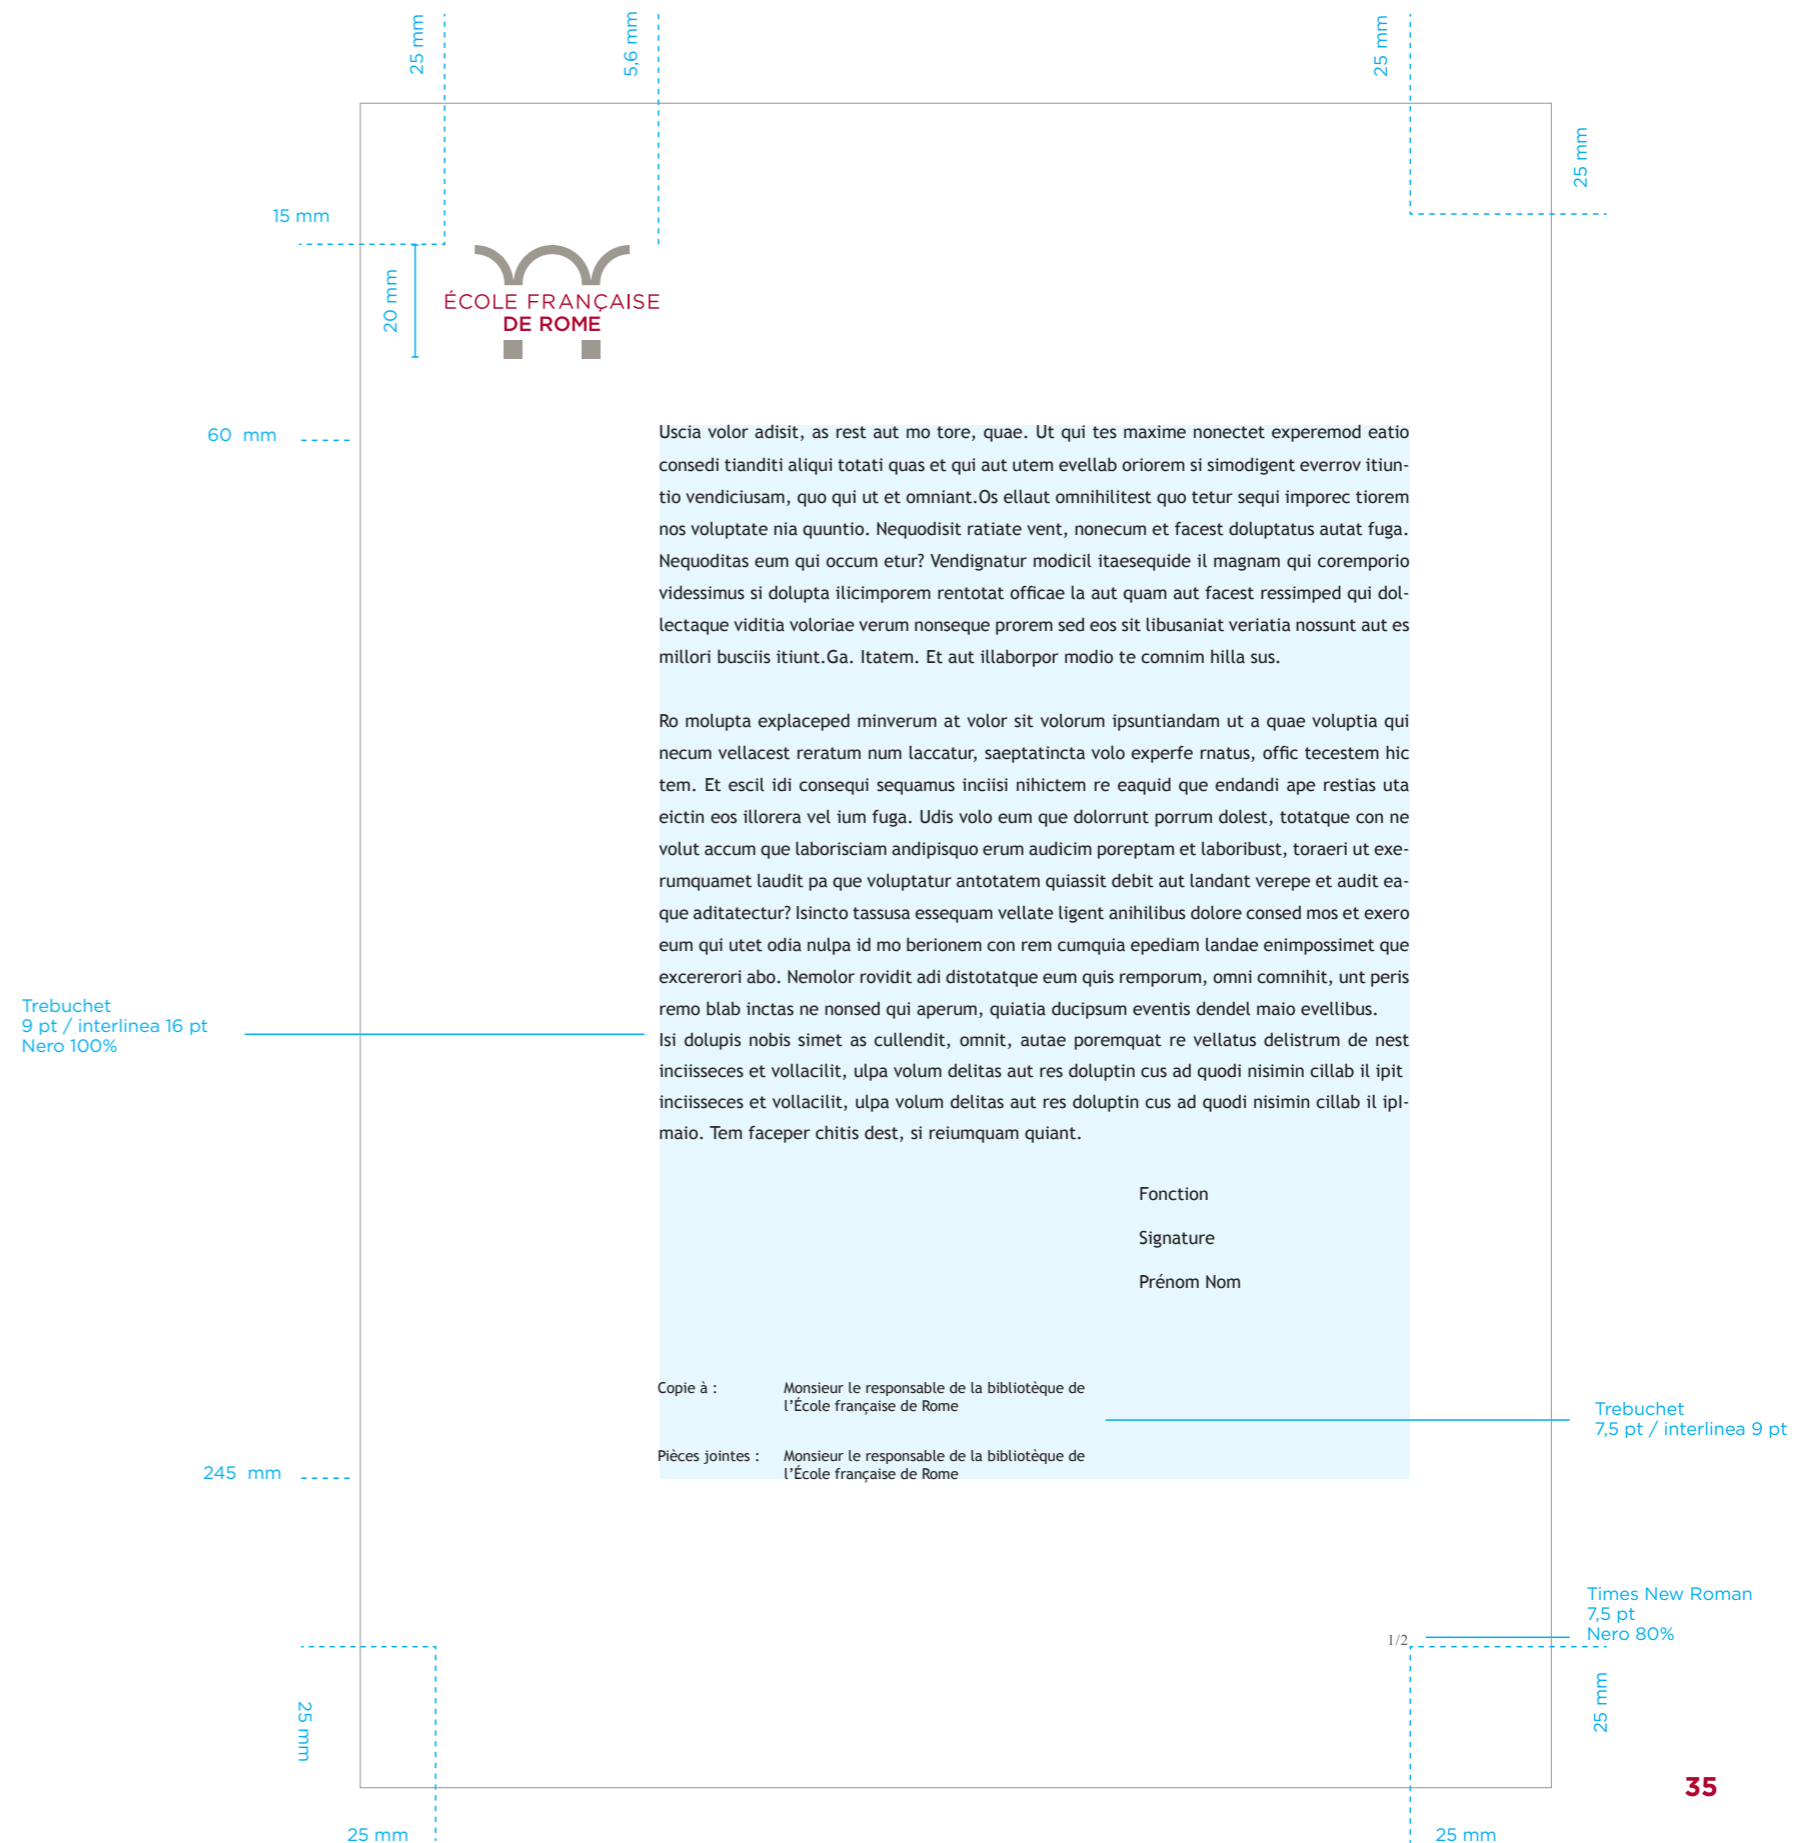 25 mm
5,6 mm
25 mm
25 mm
15 mm
20 mm
ÉCOLE FRANÇAISE
DE ROME
60 mm
Uscia volor adisit, as rest aut mo tore, quae. Ut qui tes maxime nonectet experemod eatio
consedi tianditi aliqui totati quas et qui aut utem evellab oriorem si simodigent everrov itiun-
tio vendiciusam, quo qui ut et omniant.Os ellaut omnihilitest quo tetur sequi imporec tiorem
nos voluptate nia quuntio. Nequodisit ratiate vent, nonecum et facest doluptatus autat fuga.
Nequoditas eum qui occum etur? Vendignatur modicil itaesequide il magnam qui coremporio
videssimus si dolupta ilicimporem rentotat officae la aut quam aut facest ressimped qui dol-
lectaque viditia voloriae verum nonseque prorem sed eos sit libusaniat veriatia nossunt aut es
millori busciis itiunt.Ga. Itatem. Et aut illaborpor modio te comnim hilla sus.
Ro molupta explaceped minverum at volor sit volorum ipsuntiandam ut a quae voluptia qui
necum vellacest reratum num laccatur, saeptatincta volo experfe rnatus, offic tecestem hic
tem. Et escil idi consequi sequamus inciisi nihictem re eaquid que endandi ape restias uta
eictin eos illorera vel ium fuga. Udis volo eum que dolorrunt porrum dolest, totatque con ne
volut accum que laborisciam andipisquo erum audicim poreptam et laboribust, toraeri ut exe-
rumquamet laudit pa que voluptatur antotatem quiassit debit aut landant verepe et audit ea-
que aditatectur? Isincto tassusa essequam vellate ligent anihilibus dolore consed mos et exero
eum qui utet odia nulpa id mo berionem con rem cumquia epediam landae enimpossimet que
excererori abo. Nemolor rovidit adi distotatque eum quis remporum, omni comnihit, unt peris
remo blab inctas ne nonsed qui aperum, quiatia ducipsum eventis dendel maio evellibus.
Isi dolupis nobis simet as cullendit, omnit, autae poremquat re vellatus delistrum de nest
inciisseces et vollacilit, ulpa volum delitas aut res doluptin cus ad quodi nisimin cillab il ipit
inciisseces et vollacilit, ulpa volum delitas aut res doluptin cus ad quodi nisimin cillab il ipI-
maio. Tem faceper chitis dest, si reiumquam quiant.
Trebuchet
9 pt / interlinea 16 pt
Nero 100%
Fonction
Signature
Prénom Nom
Copie à : Monsieur le responsable de la bibliotèque de
l'École française de Rome
Trebuchet
7,5 pt / interlinea 9 pt
Pièces jointes : Monsieur le responsable de la bibliotèque de
l'École française de Rome
245 mm
Times New Roman
7,5 pt
Nero 80%
1/2
25 mm
25 mm
35
25 mm
25 mm